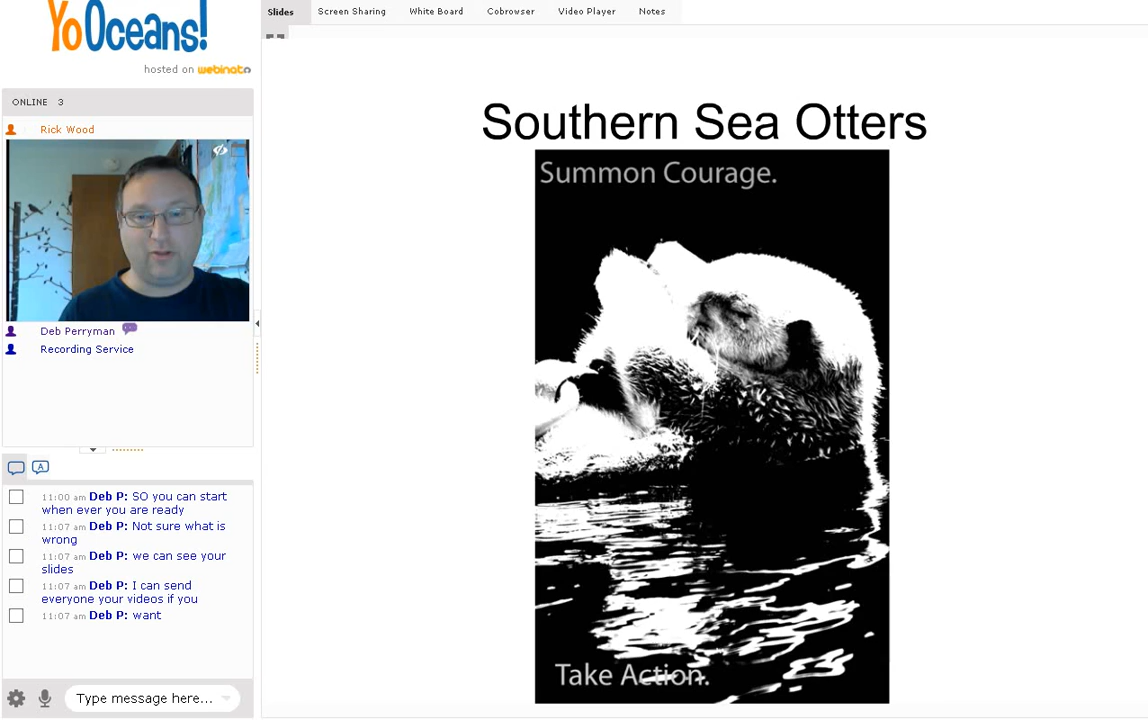 YoOceans!
hosted on webinato
ONLINE 3
Rick Wood
Deb Perryman
Recording Service
11:00 am Deb P: SO you can start
when ever you are ready
11:07 am Deb P: Not sure what is
wrong
11:07 am Deb P: we can see your
slides
11:07 am Deb P: I can send
everyone your videos if you
11:07 am Deb P: want
Type message here...
Slides Screen Sharing White Board Cobrowser Video Player Notes
Southern Sea Otters
Summon Courage.
Take Action.